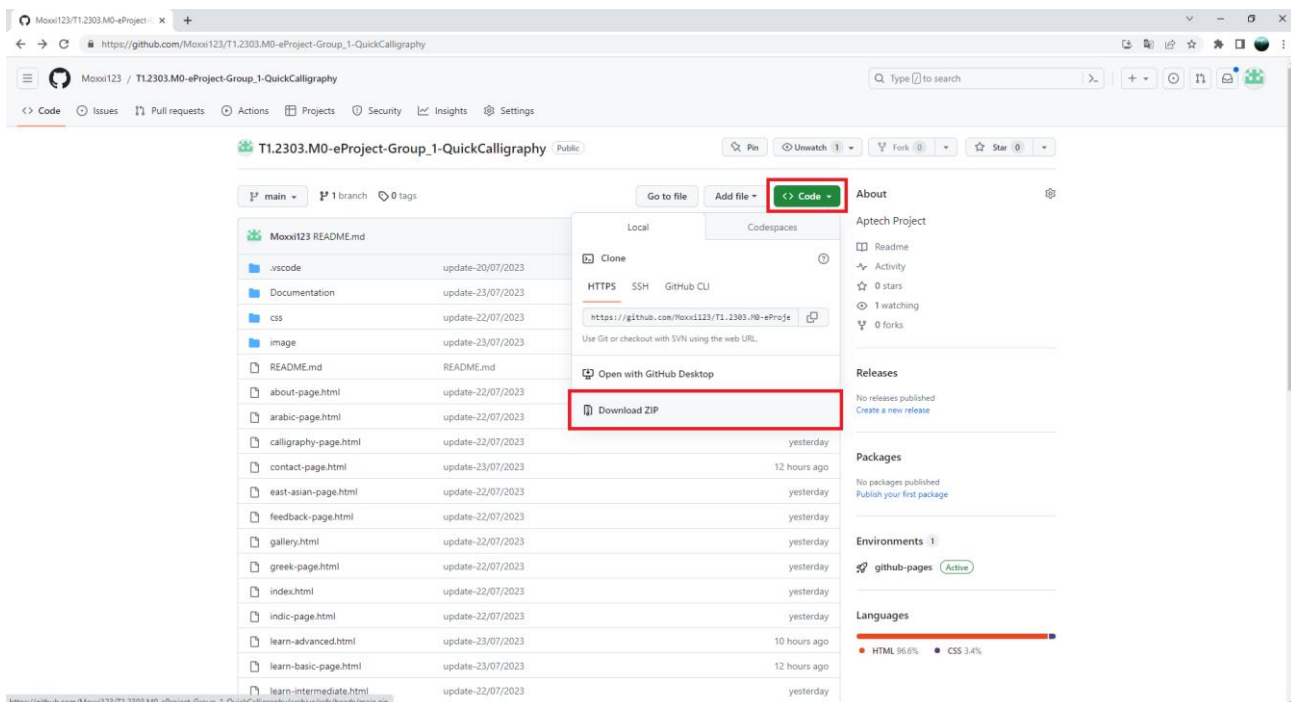 Moxxi123/T1.2303.M0-eProject-
https://github.com/Moxxi123/T1.2303.M0-eProject-Group_1-QuickCalligraphy
Moxxi123 / T1.2303.M0-eProject-Group_1-QuickCalligraphy
Type / to search
Code Issues Pull requests Actions Projects Security Insights Settings
T1.2303.M0-eProject-Group_1-QuickCalligraphy Public
Pin Unwatch 1 Fork 0 Star 0
main 1 branch 0 tags Go to file Add file Code
Moxxi123 README.md
.vscode update-20/07/2023
Documentation update-23/07/2023
css update-22/07/2023
image update-23/07/2023
README.md README.md
about-page.html update-22/07/2023
arabic-page.html update-22/07/2023
calligraphy-page.html update-22/07/2023 yesterday
contact-page.html update-23/07/2023 12 hours ago
east-asian-page.html update-22/07/2023 yesterday
feedback-page.html update-22/07/2023 yesterday
gallery.html update-22/07/2023 yesterday
greek-page.html update-22/07/2023 yesterday
index.html update-22/07/2023 yesterday
indic-page.html update-22/07/2023 yesterday
learn-advanced.html update-23/07/2023 10 hours ago
learn-basic-page.html update-23/07/2023 12 hours ago
learn-intermediate.html update-22/07/2023 yesterday
Local Codespaces
Clone
HTTPS SSH GitHub CLI
https://github.com/Moxxi123/T1.2303.M0-eProje
Use Git or checkout with SVN using the web URL.
Open with GitHub Desktop
Download ZIP
About
Aptech Project
Readme
Activity
0 stars
1 watching
0 forks
Releases
No releases published
Create a new release
Packages
No packages published
Publish your first package
Environments 1
github-pages Active
Languages
HTML 96.6% CSS 3.4%